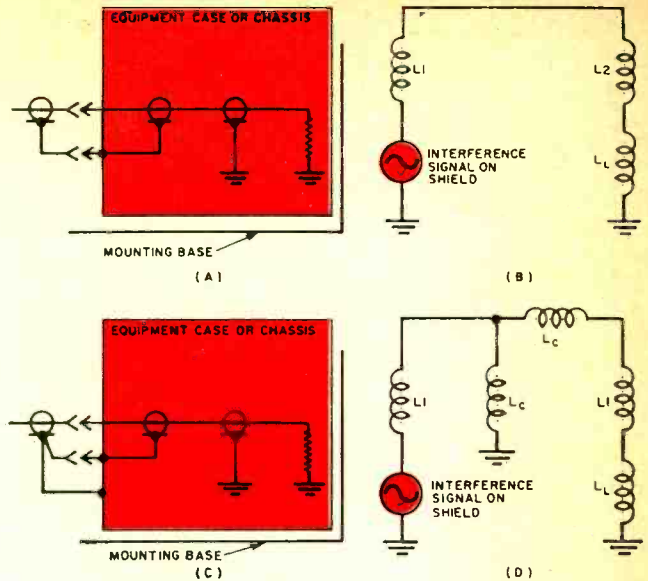 EQUIPMENT CASE OR CHASSIS
MOUNTING BASE
(A)
L1
L2
LL
INTERFERENCE
SIGNAL ON
SHIELD
(B)
EQUIPMENT CASE OR CHASSIS
MOUNTING BASE
(C)
LC
L1
LC
L1
LL
INTERFERENCE
SIGNAL ON
SHIELD
(D)